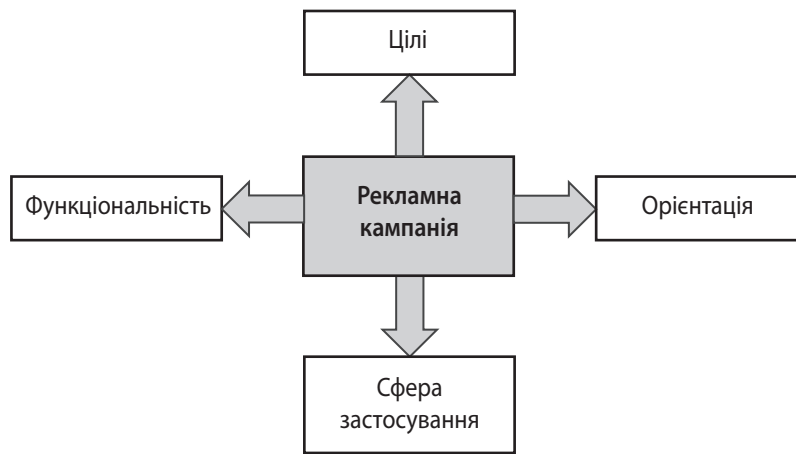 Цілі
Функціональність
Рекламна
кампанія
Орієнтація
Сфера
застосування